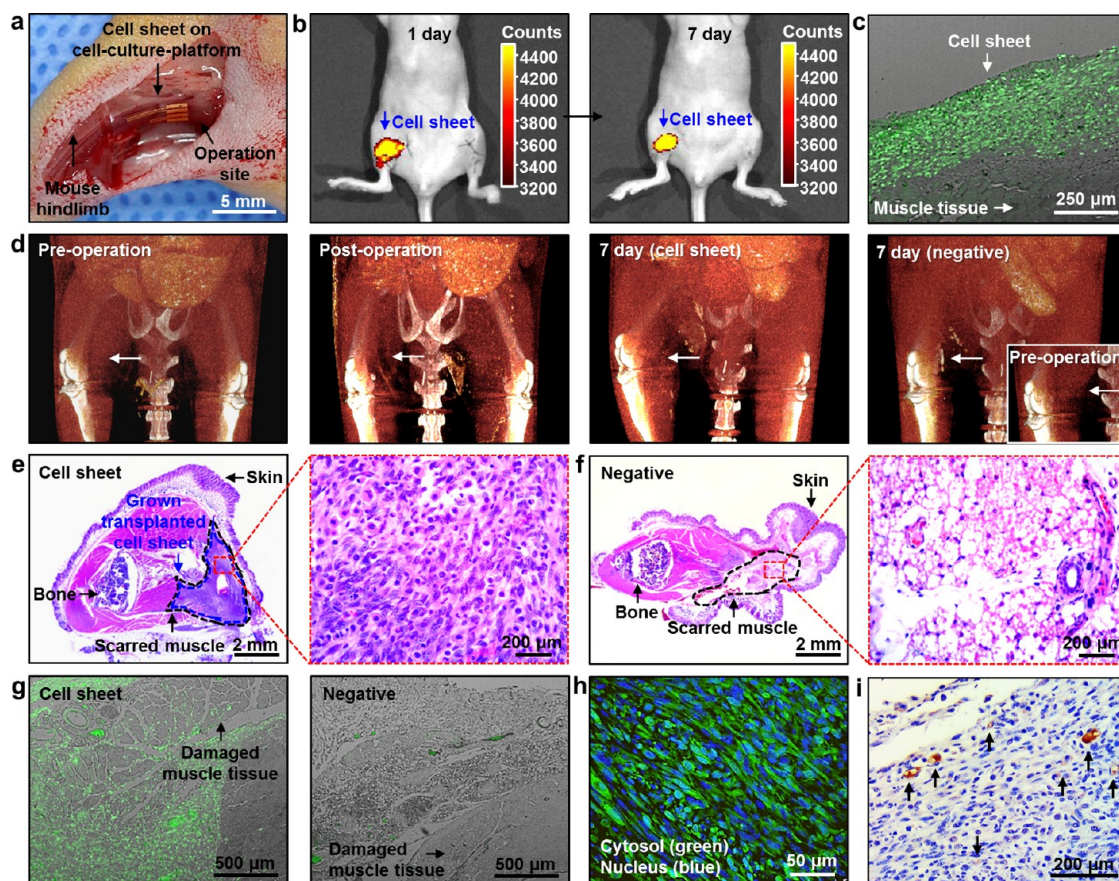 a
Cell sheet on
cell-culture-platform
Operation
site
Mouse
hindlimb
5 mm
b
1 day
Counts
4400
4200
4000
3800
3600
3400
3200
Cell sheet
7 day
Counts
4400
4200
4000
3800
3600
3400
3200
Cell sheet
c
Cell sheet
Muscle tissue
250 μm
d
Pre-operation
Post-operation
7 day (cell sheet)
7 day (negative)
Pre-operation
e
Cell sheet
Skin
Grown
transplanted
cell sheet
Bone
Scarred muscle
2 mm
200 μm
f
Negative
Skin
Bone
Scarred muscle
2 mm
200 μm
g
Cell sheet
Damaged
muscle tissue
500 μm
Negative
Damaged
muscle tissue
500 μm
h
Cytosol (green)
Nucleus (blue)
50 μm
i
200 μm